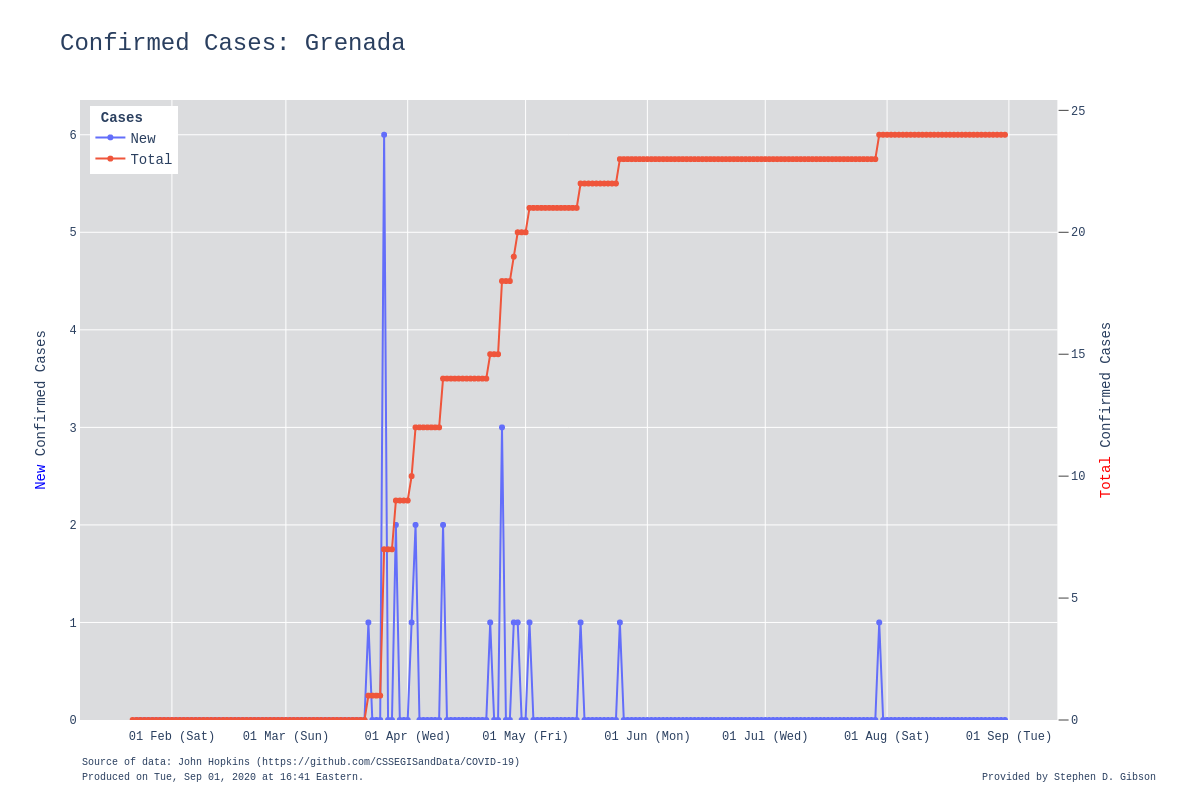 Confirmed Cases: Grenada
Cases
New
Total
6
5
4
3
2
1
0
25
20
15
10
5
0
New Confirmed Cases
Total Confirmed Cases
01 Feb (Sat) 01 Mar (Sun) 01 Apr (Wed) 01 May (Fri) 01 Jun (Mon) 01 Jul (Wed) 01 Aug (Sat) 01 Sep (Tue)
Source of data: John Hopkins (https://github.com/CSSEGISandData/COVID-19)
Produced on Tue, Sep 01, 2020 at 16:41 Eastern.
Provided by Stephen D. Gibson